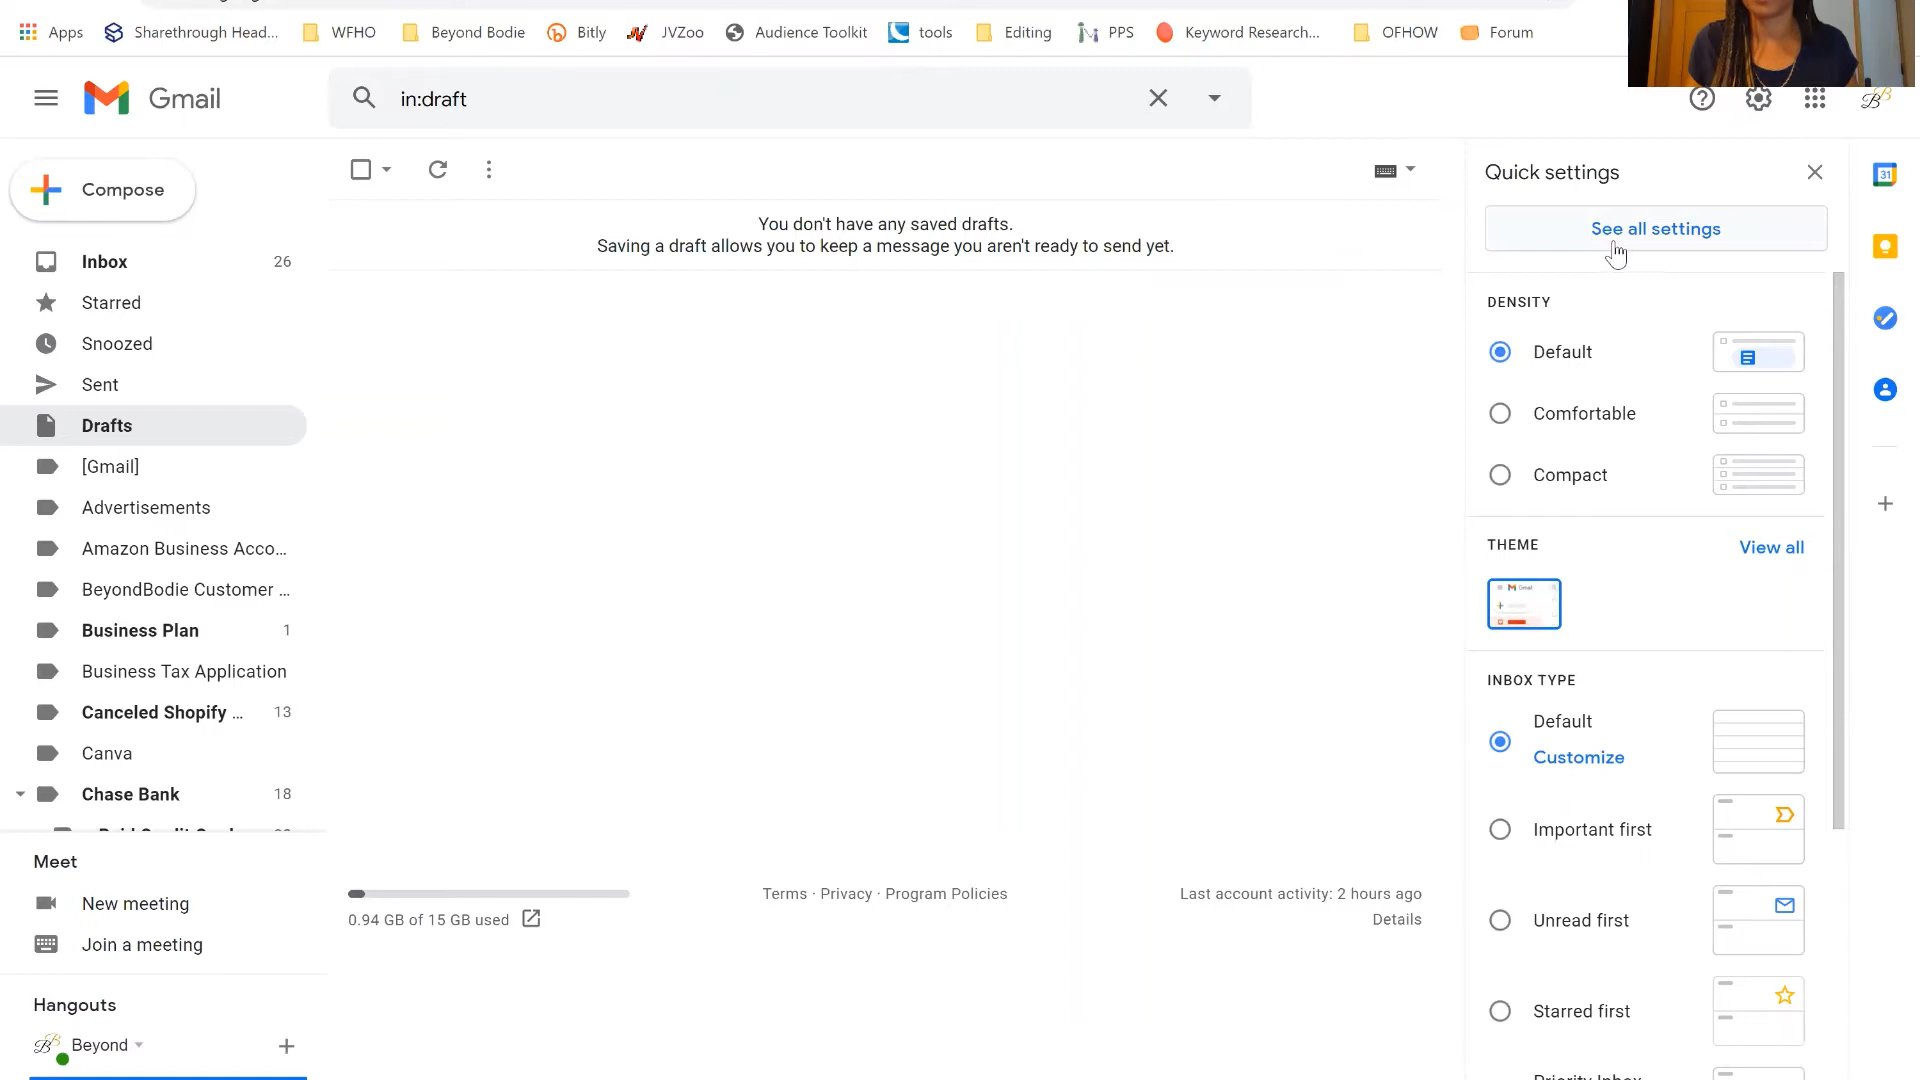 Apps
Sharethrough Head...
WFHO
Beyond Bodie
Bitly
JVZoo
Audience Toolkit
tools
Editing
PPS
Keyword Research...
OFHOW
Forum
Gmail
in:draft
Compose
Inbox 26
Starred
Snoozed
Sent
Drafts
[Gmail]
Advertisements
Amazon Business Acco...
BeyondBodie Customer ...
Business Plan 1
Business Tax Application
Canceled Shopify ... 13
Canva
Chase Bank 18
Meet
New meeting
Join a meeting
Hangouts
Beyond
You don't have any saved drafts.
Saving a draft allows you to keep a message you aren't ready to send yet.
0.94 GB of 15 GB used
Terms · Privacy · Program Policies
Last account activity: 2 hours ago
Details
Quick settings
See all settings
DENSITY
Default
Comfortable
Compact
THEME
View all
Gmail
INBOX TYPE
Default
Customize
Important first
Unread first
Starred first
Priority Inbox
31